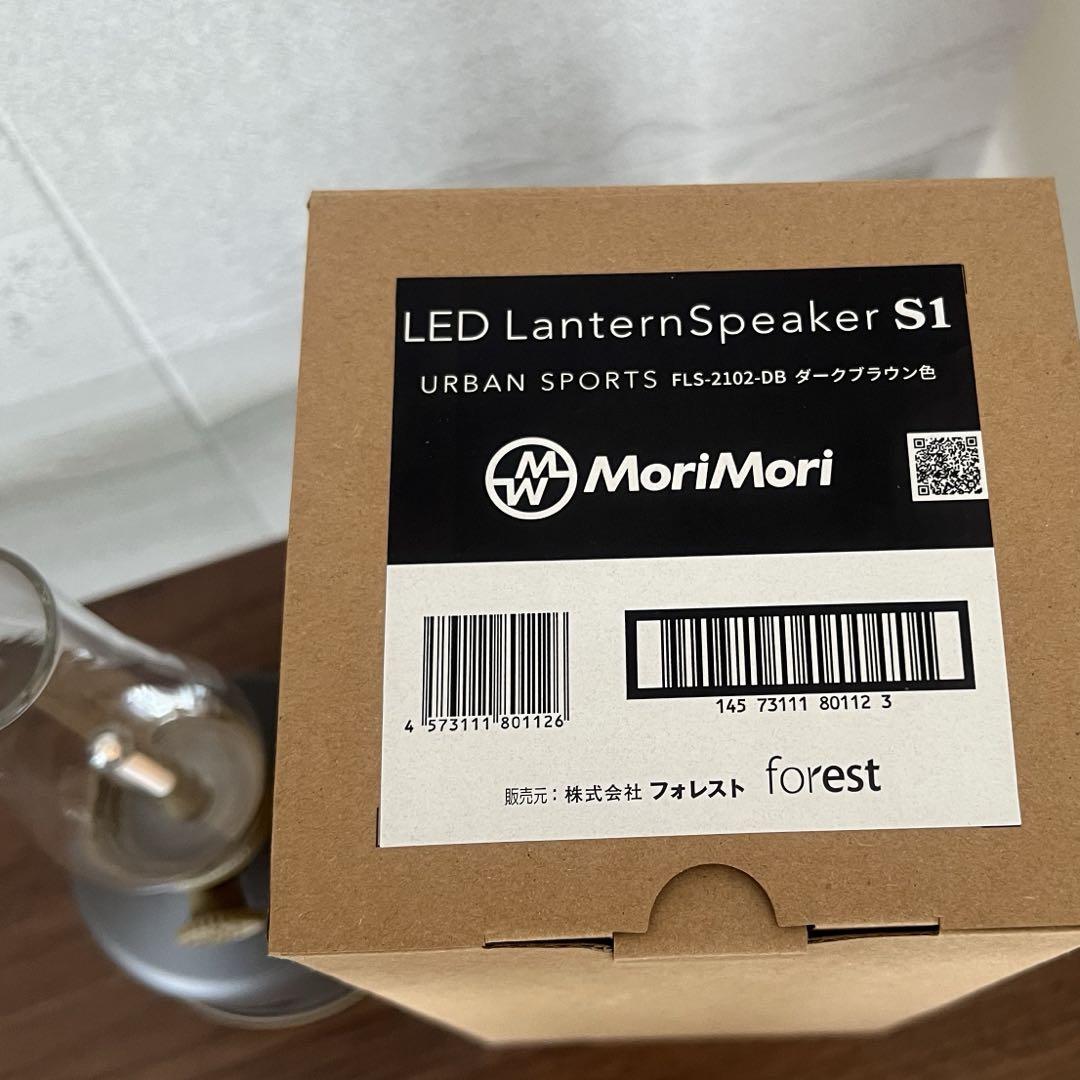 LED LanternSpeaker S1
URBAN SPORTS FLS-2102-DB ダークブラウン色
MW MoriMori
4 573111 801126
145 73111 80112 3
販売元：株式会社 フォレスト forest